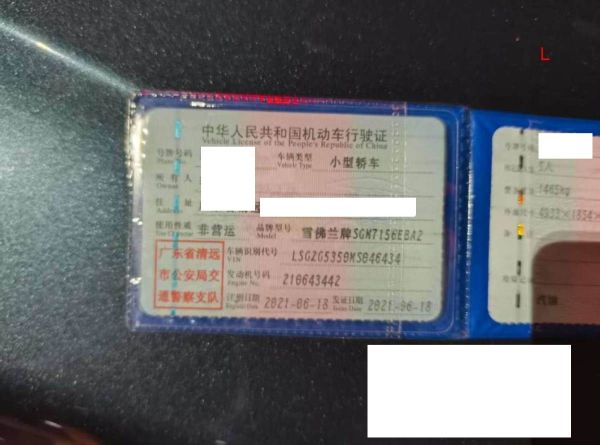 L
中华人民共和国机动车行驶证
Vehicle License of the People's Republic of China
号牌号码
车辆类型 小型轿车
Vehicle Type
所有人
Owner
住址
Address
使用性质 非营运 品牌型号 雪佛兰牌SGM7156EBA2
Model
广东省清远
市公安局交
通警察支队
车辆识别代号 LSGZG5350MS046434
VIN
发动机号码 210643442
Engine No.
注册日期 2021-06-18 发证日期 2021-06-18
Register Date Issue Date
号牌号码
5人
1465kg